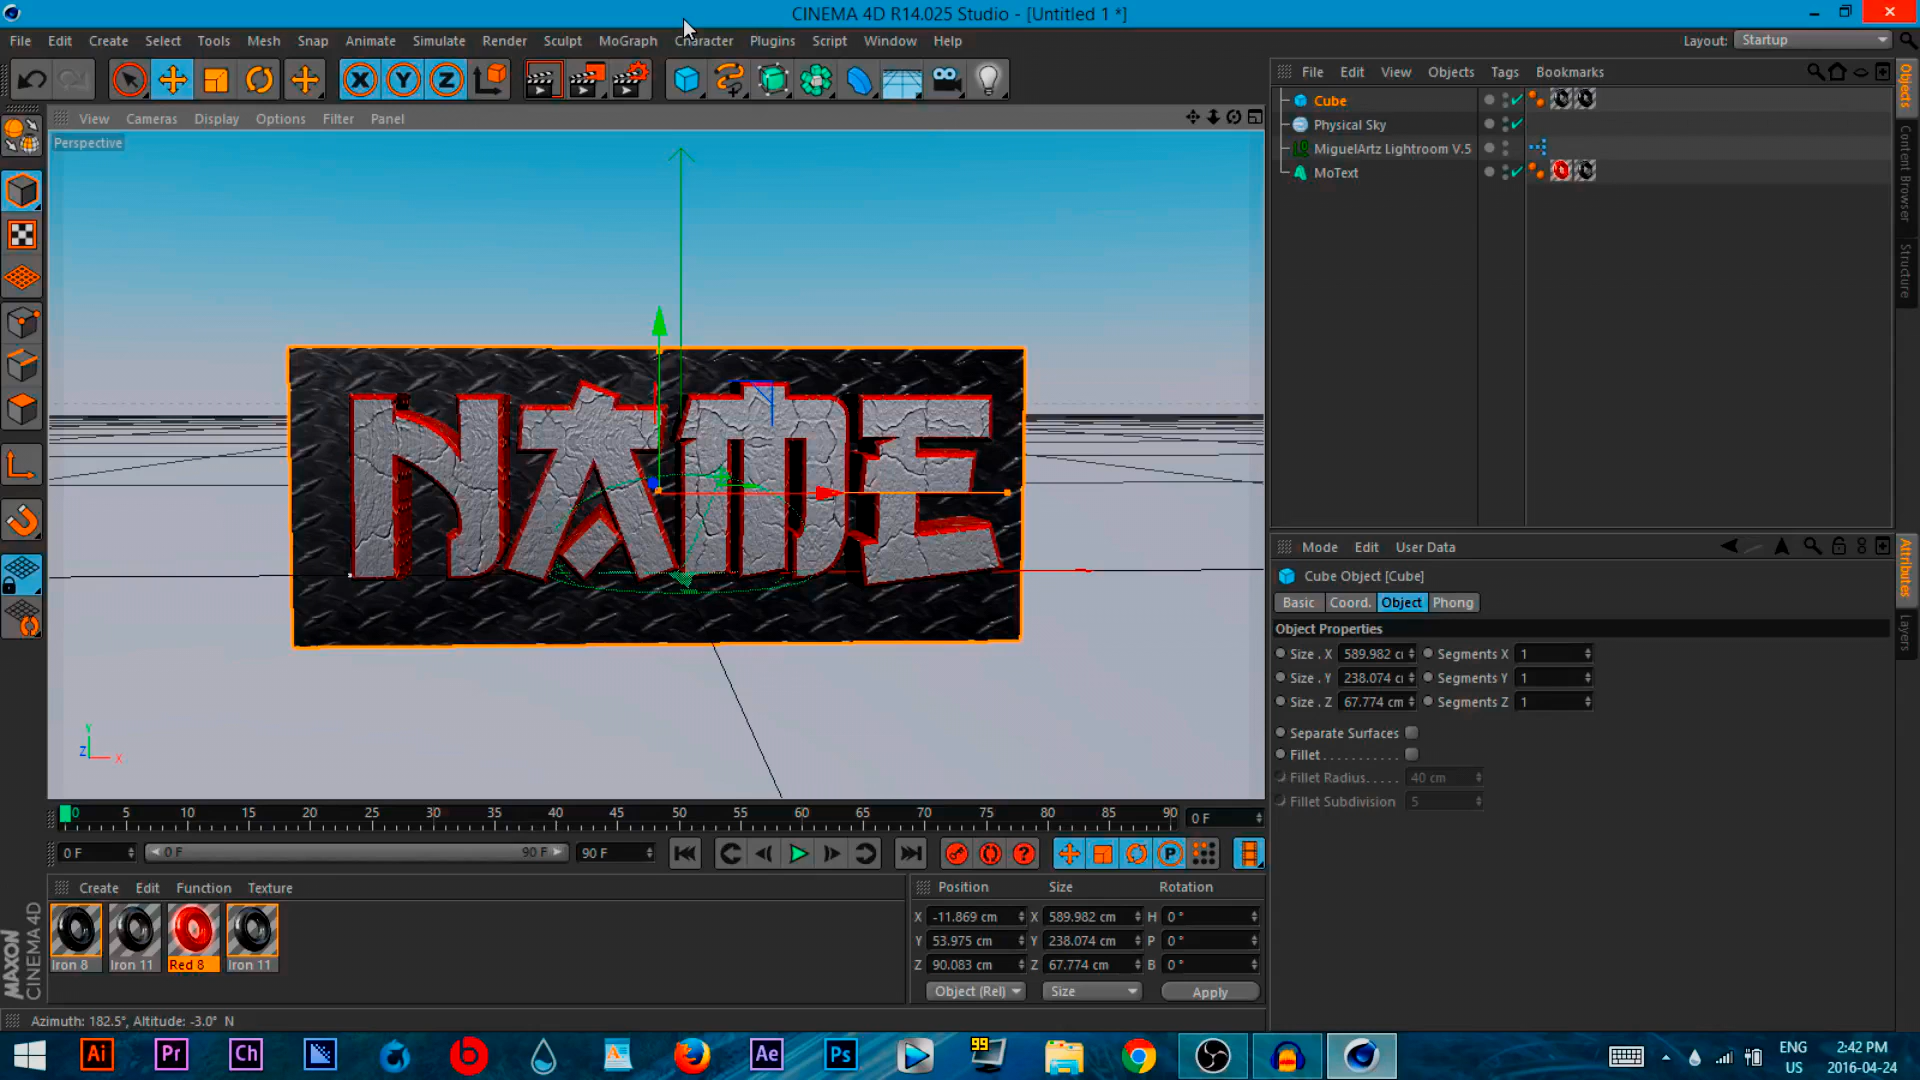 CINEMA 4D R14.025 Studio - [Untitled 1 *]
File Edit Create Select Tools Mesh Snap Animate Simulate Render Sculpt MoGraph Character Plugins Script Window Help
Layout: Startup
X Y Z
File Edit View Objects Tags Bookmarks
Objects
Content Browser
Structure
View Cameras Display Options Filter Panel
Perspective
Cube
Physical Sky
MiguelArtz Lightroom V.5
MoText
NAME
Y
Z
X
Mode Edit User Data
Attributes
Layers
Cube Object [Cube]
Basic Coord. Object Phong
Object Properties
Size . X 589.982 c Segments X 1
Size . Y 238.074 c Segments Y 1
Size . Z 67.774 cm Segments Z 1
Separate Surfaces
Fillet . . . . . . . . . . .
Fillet Radius. . . . . 40 cm
Fillet Subdivision 5
0 5 10 15 20 25 30 35 40 45 50 55 60 65 70 75 80 85 90 0 F
0 F 0 F 90 F 90 F
? P
Create Edit Function Texture
Position Size Rotation
X -11.869 cm X 589.982 cm H 0 °
Y 53.975 cm Y 238.074 cm P 0 °
Z 90.083 cm Z 67.774 cm B 0 °
Object (Rel) Size Apply
Iron 8 Iron 11 Red 8 Iron 11
MAXON
CINEMA 4D
Azimuth: 182.5°, Altitude: -3.0° N
Ai Pr Ch Ae Ps 99
ENG
US
2:42 PM
2016-04-24